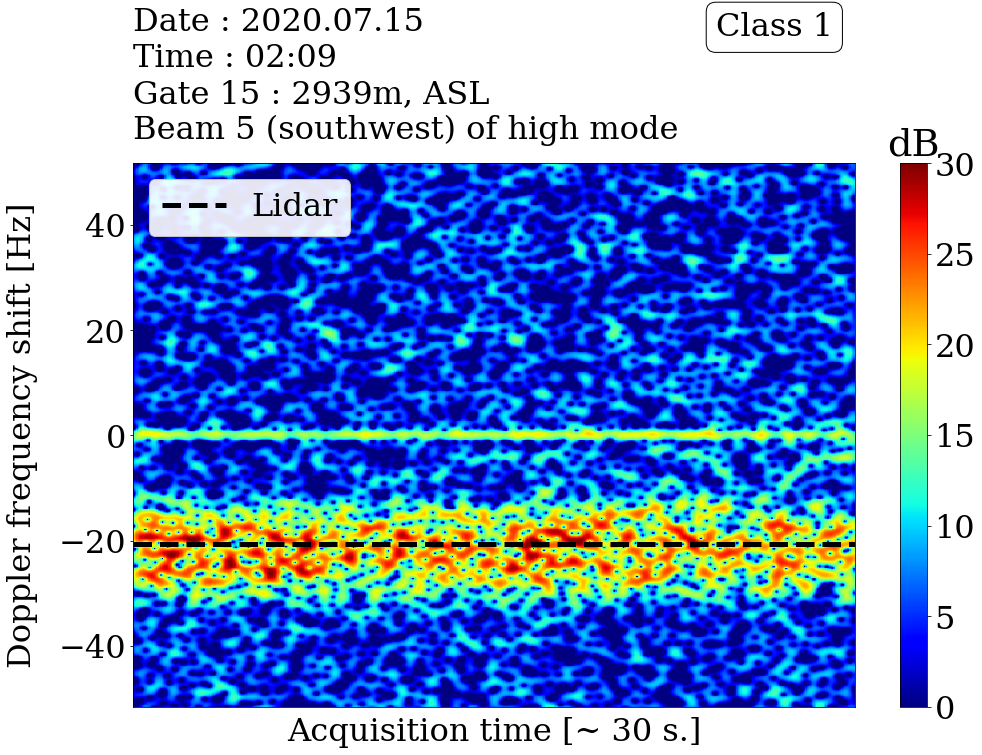 Date : 2020.07.15
Time : 02:09
Gate 15 : 2939m, ASL
Beam 5 (southwest) of high mode
Class 1
dB
Lidar
Doppler frequency shift [Hz]
40
20
0
−20
−40
30
25
20
15
10
5
0
Acquisition time [~ 30 s.]